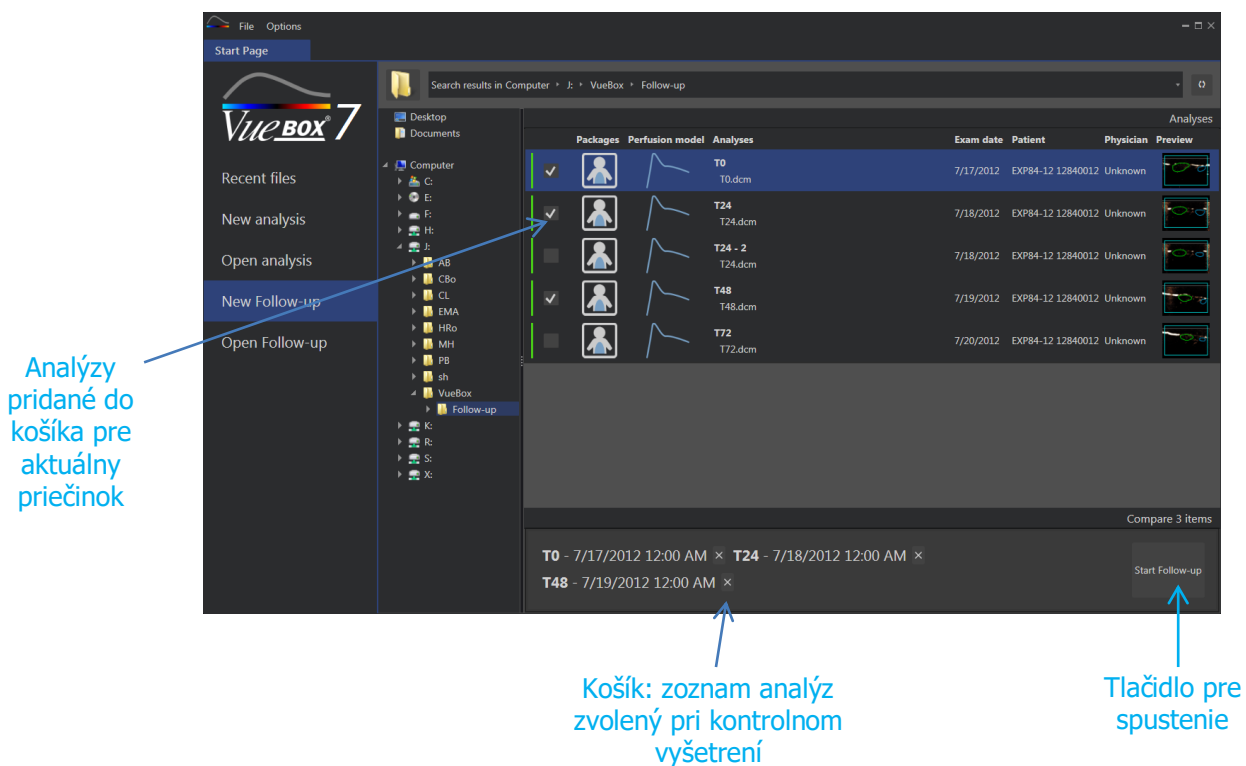 File Options
Start Page
VUEBOX® 7
Recent files
New analysis
Open analysis
New Follow-up
Open Follow-up
Search results in Computer ▸ J: ▸ VueBox ▸ Follow-up
Desktop
Documents
Computer
C:
E:
F:
H:
J:
AB
CBo
CL
EMA
HRo
MH
PB
sh
VueBox
Follow-up
K:
R:
S:
X:
Analyses
Packages Perfusion model Analyses Exam date Patient Physician Preview
T0
T0.dcm
7/17/2012 EXP84-12 12840012 Unknown
T24
T24.dcm
7/18/2012 EXP84-12 12840012 Unknown
T24 - 2
T24.dcm
7/18/2012 EXP84-12 12840012 Unknown
T48
T48.dcm
7/19/2012 EXP84-12 12840012 Unknown
T72
T72.dcm
7/20/2012 EXP84-12 12840012 Unknown
Compare 3 items
T0 - 7/17/2012 12:00 AM × T24 - 7/18/2012 12:00 AM ×
T48 - 7/19/2012 12:00 AM ×
Start Follow-up
Analýzy
pridané do
košíka pre
aktuálny
priečinok
Košík: zoznam analýz
zvolený pri kontrolnom
vyšetrení
Tlačidlo pre
spustenie